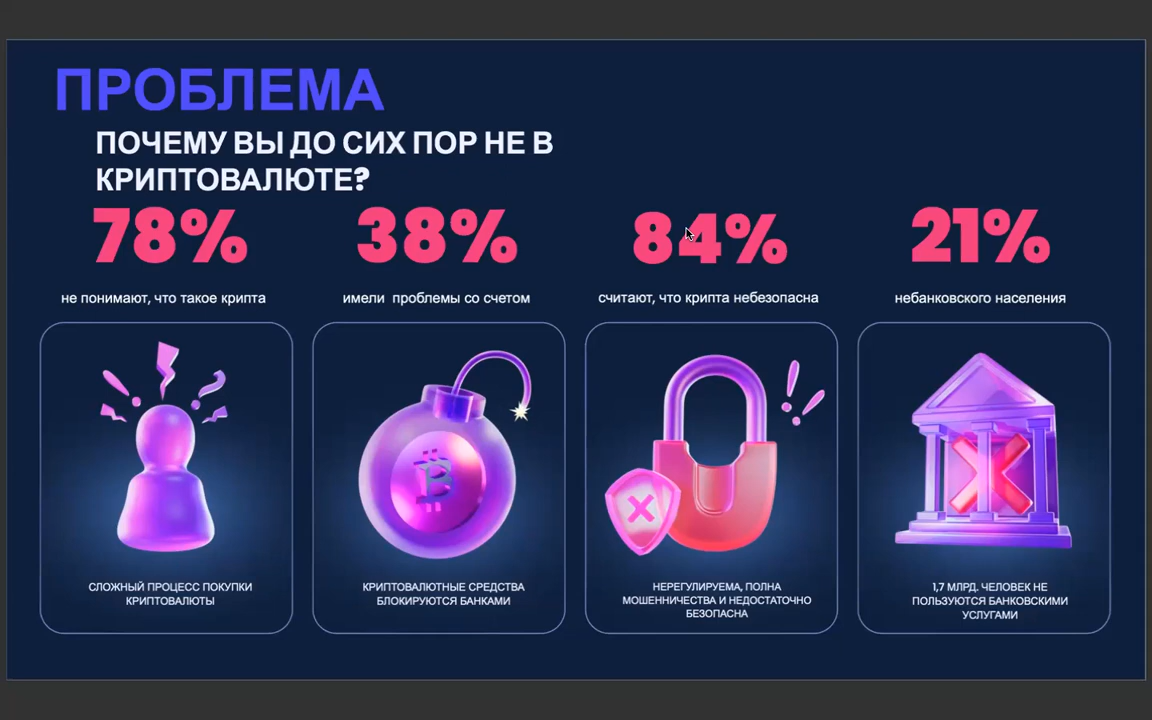 ПРОБЛЕМА
ПОЧЕМУ ВЫ ДО СИХ ПОР НЕ В
КРИПТОВАЛЮТЕ?
78%
не понимают, что такое крипта
СЛОЖНЫЙ ПРОЦЕСС ПОКУПКИ
КРИПТОВАЛЮТЫ
38%
имели проблемы со счетом
КРИПТОВАЛЮТНЫЕ СРЕДСТВА
БЛОКИРУЮТСЯ БАНКАМИ
84%
считают, что крипта небезопасна
НЕРЕГУЛИРУЕМА, ПОЛНА
МОШЕННИЧЕСТВА И НЕДОСТАТОЧНО
БЕЗОПАСНА
21%
небанковского населения
1,7 МЛРД. ЧЕЛОВЕК НЕ
ПОЛЬЗУЮТСЯ БАНКОВСКИМИ
УСЛУГАМИ